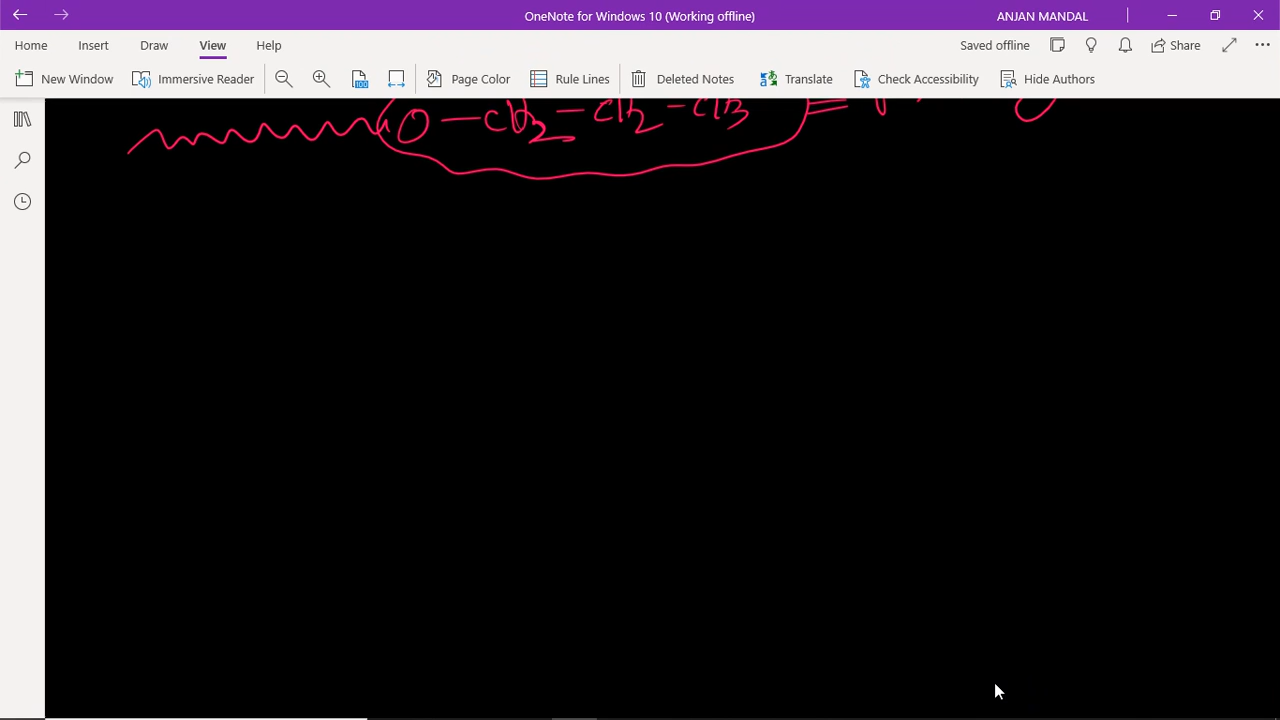 OneNote for Windows 10 (Working offline)
ANJAN MANDAL
Home Insert Draw View Help
Saved offline Share
New Window Immersive Reader 100 Page Color Rule Lines Deleted Notes Translate Check Accessibility Hide Authors
O — CH2 — CH2 - CH3 =